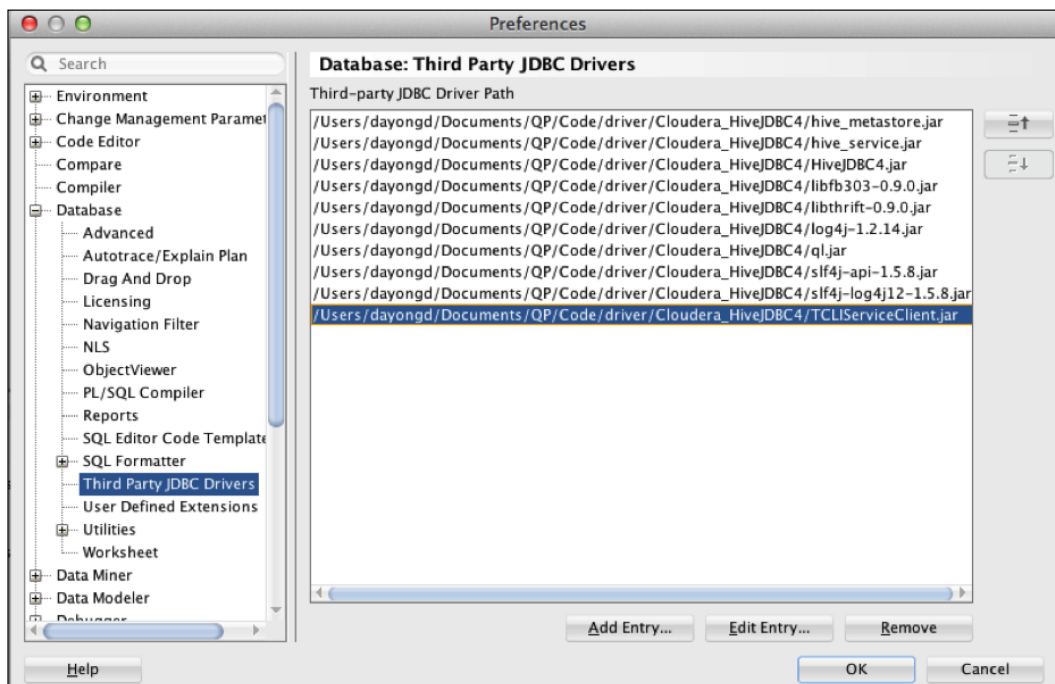 Preferences
Search
Environment
Change Management Paramet
Code Editor
Compare
Compiler
Database
Advanced
Autotrace/Explain Plan
Drag And Drop
Licensing
Navigation Filter
NLS
ObjectViewer
PL/SQL Compiler
Reports
SQL Editor Code Template
SQL Formatter
Third Party JDBC Drivers
User Defined Extensions
Utilities
Worksheet
Data Miner
Data Modeler
Debugger
Database: Third Party JDBC Drivers
Third-party JDBC Driver Path
/Users/dayongd/Documents/QP/Code/driver/Cloudera_HiveJDBC4/hive_metastore.jar
/Users/dayongd/Documents/QP/Code/driver/Cloudera_HiveJDBC4/hive_service.jar
/Users/dayongd/Documents/QP/Code/driver/Cloudera_HiveJDBC4/HiveJDBC4.jar
/Users/dayongd/Documents/QP/Code/driver/Cloudera_HiveJDBC4/libfb303-0.9.0.jar
/Users/dayongd/Documents/QP/Code/driver/Cloudera_HiveJDBC4/libthrift-0.9.0.jar
/Users/dayongd/Documents/QP/Code/driver/Cloudera_HiveJDBC4/log4j-1.2.14.jar
/Users/dayongd/Documents/QP/Code/driver/Cloudera_HiveJDBC4/ql.jar
/Users/dayongd/Documents/QP/Code/driver/Cloudera_HiveJDBC4/slf4j-api-1.5.8.jar
/Users/dayongd/Documents/QP/Code/driver/Cloudera_HiveJDBC4/slf4j-log4j12-1.5.8.jar
/Users/dayongd/Documents/QP/Code/driver/Cloudera_HiveJDBC4/TCLIServiceClient.jar
Add Entry... Edit Entry... Remove
Help OK Cancel